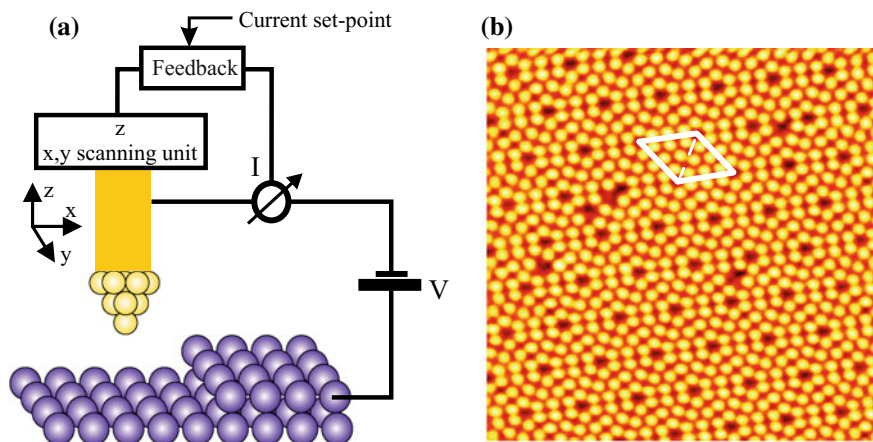 (a)
Current set-point
Feedback
z
x,y scanning unit
I
z
x
y
V
(b)